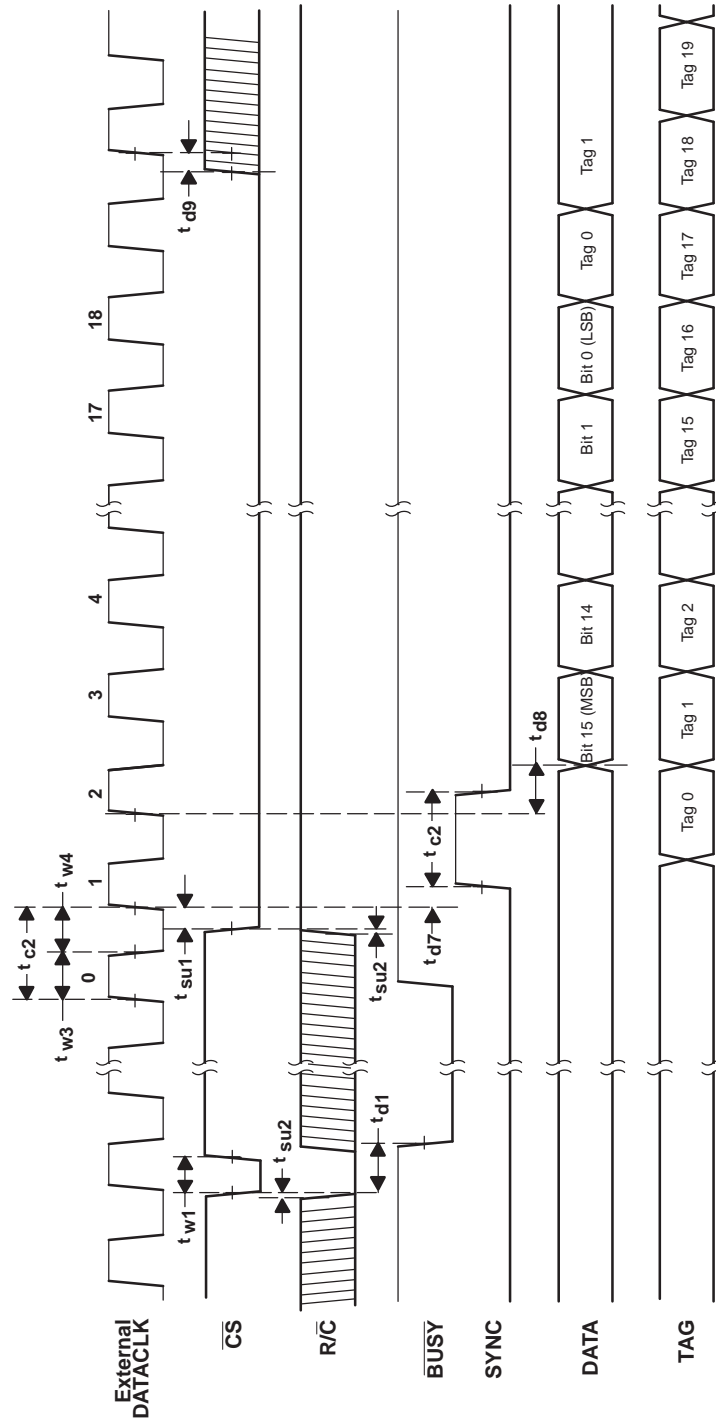 External
DATACLK
0
1
2
3
4
17
18
t c2
t w3
t w4
CS
t w1
t su1
t d9
R/C
t su2
t su2
BUSY
t d1
SYNC
t d7
t c2
t d8
DATA
Bit 15 (MSB)
Bit 14
Bit 1
Bit 0 (LSB)
Tag 0
Tag 1
TAG
Tag 0
Tag 1
Tag 2
Tag 15
Tag 16
Tag 17
Tag 18
Tag 19